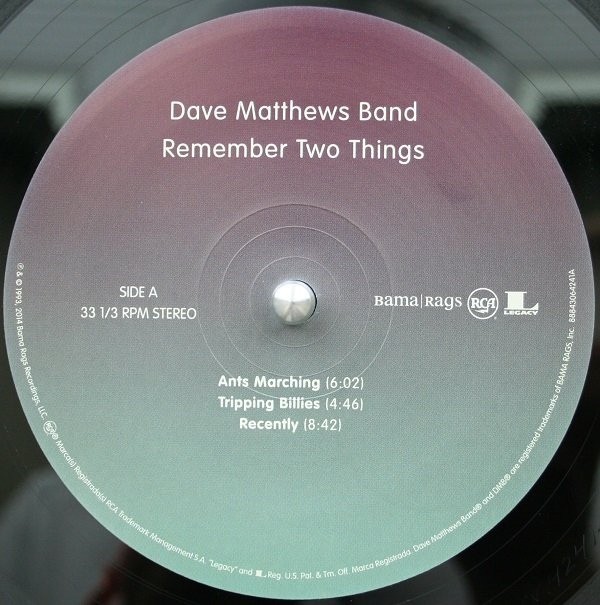 Dave Matthews Band
Remember Two Things
SIDE A
33 1/3 RPM STEREO
Bama|Rags RCA L LEGACY
Ants Marching (6:02)
Tripping Billies (4:46)
Recently (8:42)
℗ & © 1993, 2014 Bama Rags Recordings, LLC. RCA® Marca(s) Registrada(s) RCA Trademark Management S.A. "Legacy" and L Reg. U.S. Pat. & Tm. Off. Marca Registrada. Dave Matthews Band® and DMB® are registered trademarks of BAMA RAGS, Inc. 88843064241A